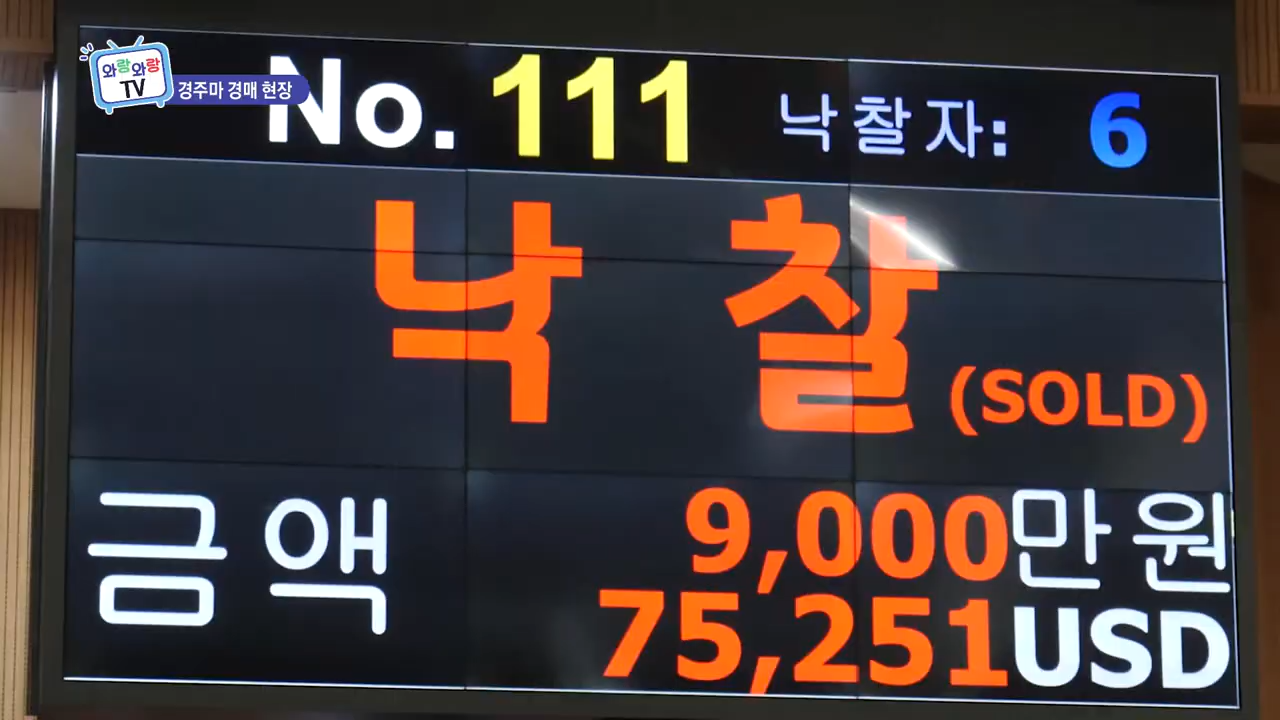 와랑와랑
TV
경주마 경매 현장
No. 111 낙찰자: 6
낙찰 (SOLD)
금액 9,000만원
75,251USD